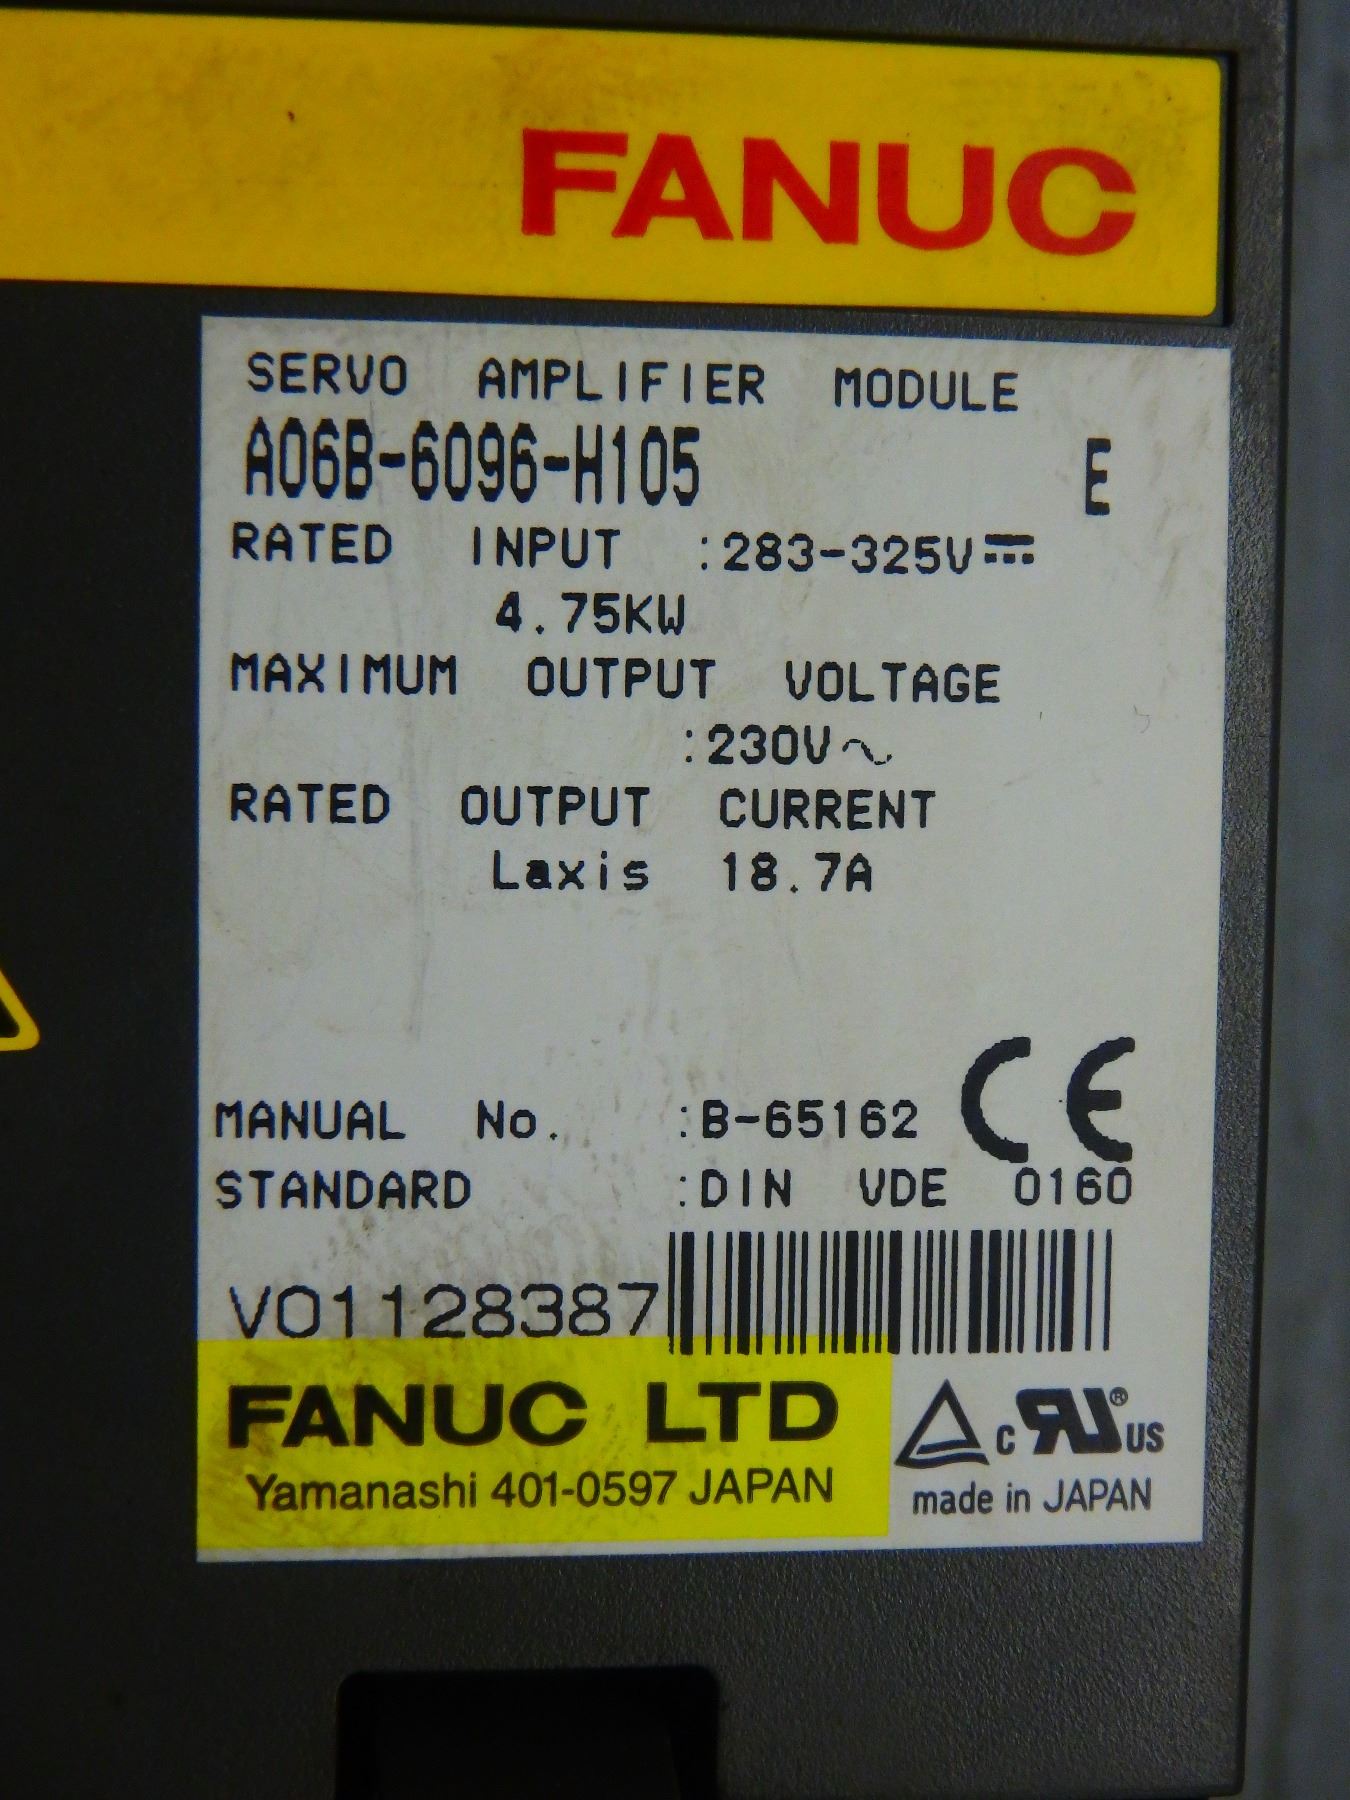 FANUC
SERVO AMPLIFIER MODULE
A06B-6096-H105 E
RATED INPUT :283-325V⎓
4.75KW
MAXIMUM OUTPUT VOLTAGE
:230V∿
RATED OUTPUT CURRENT
Laxis 18.7A
MANUAL No. :B-65162 CE
STANDARD :DIN VDE 0160
V01128387
FANUC LTD
Yamanashi 401-0597 JAPAN
c RU ® US
made in JAPAN